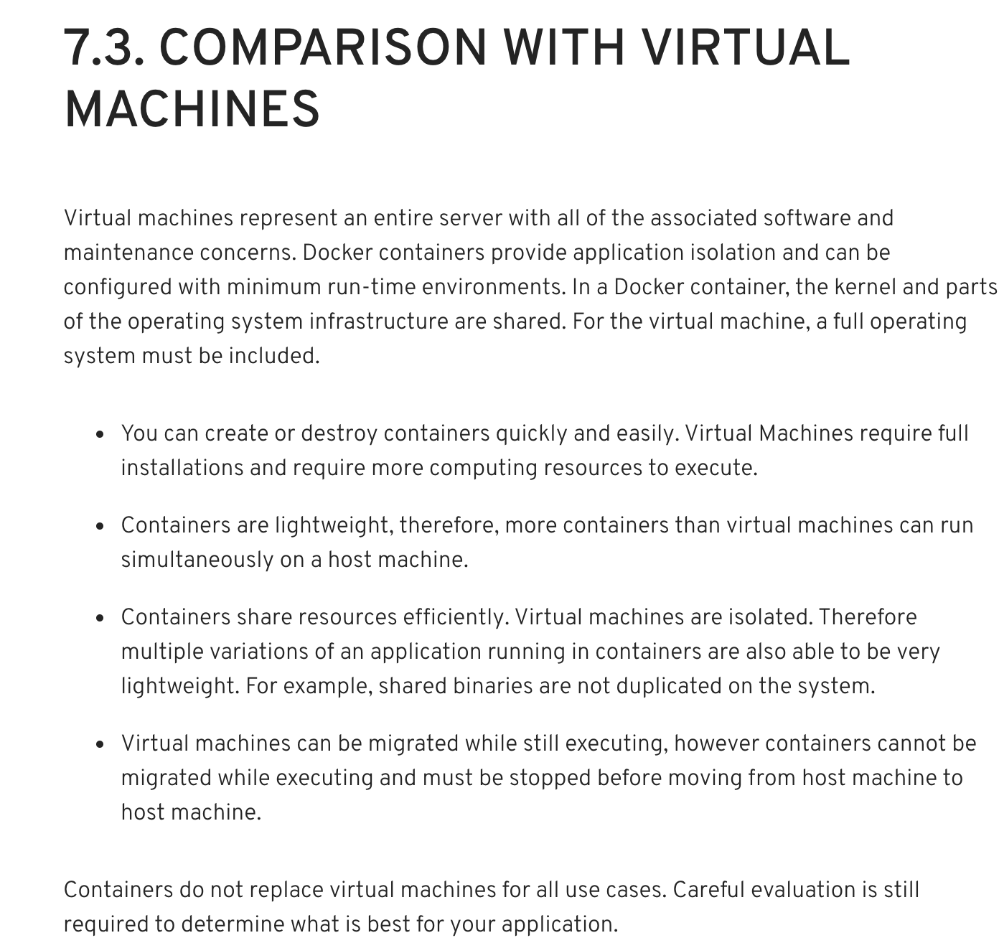 7.3. COMPARISON WITH VIRTUAL
MACHINES
Virtual machines represent an entire server with all of the associated software and
maintenance concerns. Docker containers provide application isolation and can be
configured with minimum run-time environments. In a Docker container, the kernel and parts
of the operating system infrastructure are shared. For the virtual machine, a full operating
system must be included.
• You can create or destroy containers quickly and easily. Virtual Machines require full
installations and require more computing resources to execute.
• Containers are lightweight, therefore, more containers than virtual machines can run
simultaneously on a host machine.
• Containers share resources efficiently. Virtual machines are isolated. Therefore
multiple variations of an application running in containers are also able to be very
lightweight. For example, shared binaries are not duplicated on the system.
• Virtual machines can be migrated while still executing, however containers cannot be
migrated while executing and must be stopped before moving from host machine to
host machine.
Containers do not replace virtual machines for all use cases. Careful evaluation is still
required to determine what is best for your application.